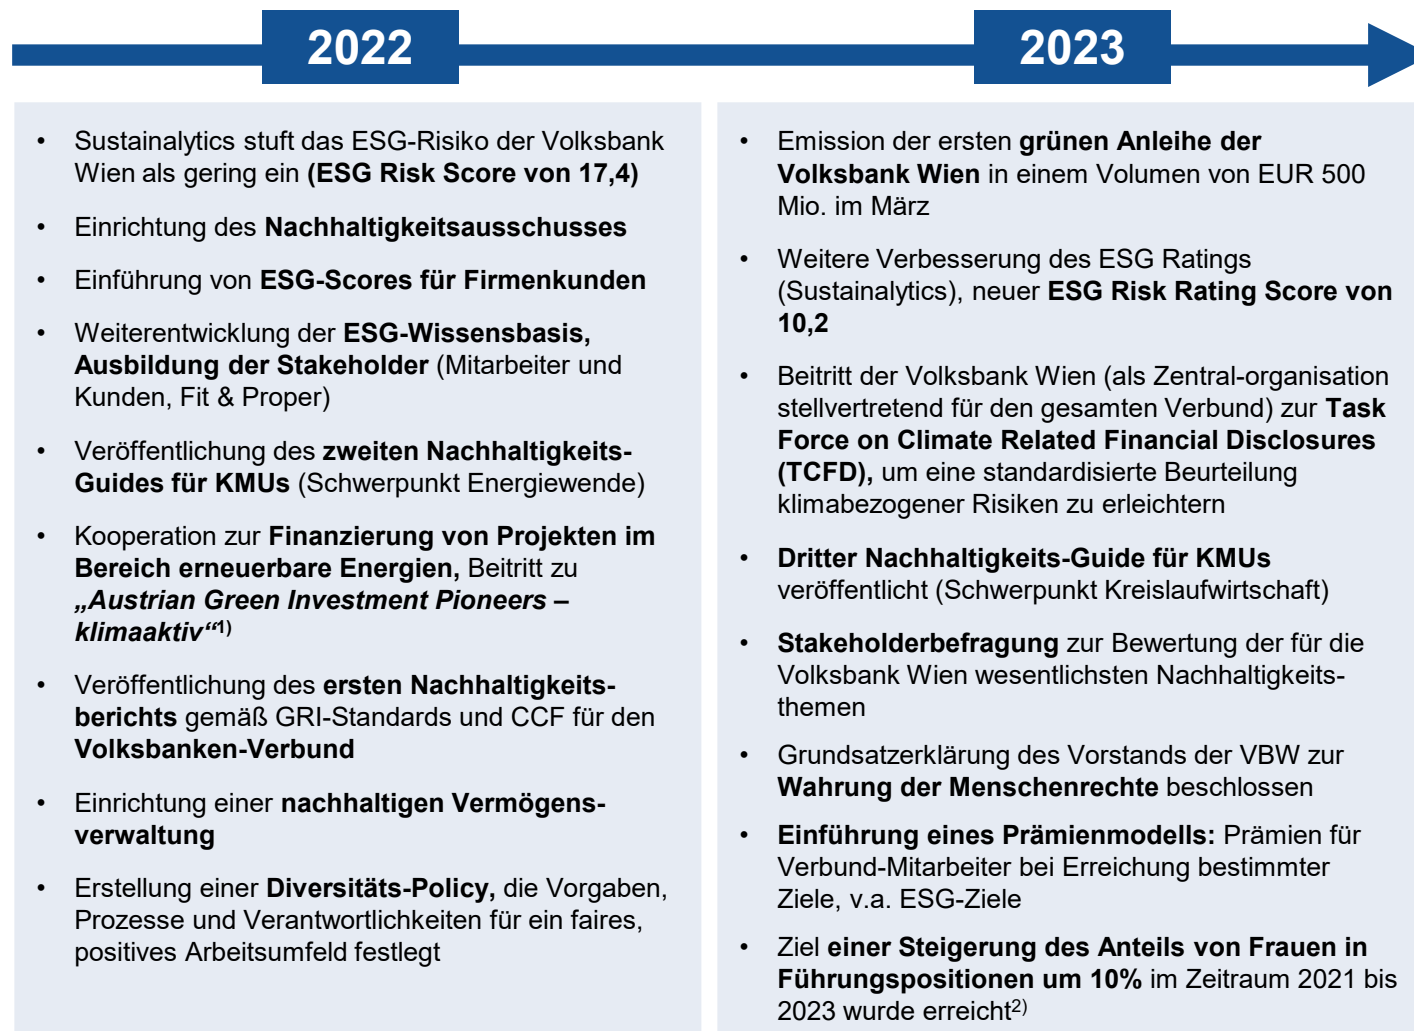 2022
2023
• Sustainalytics stuft das ESG-Risiko der Volksbank
Wien als gering ein (ESG Risk Score von 17,4)
• Einrichtung des Nachhaltigkeitsausschusses
• Einführung von ESG-Scores für Firmenkunden
• Weiterentwicklung der ESG-Wissensbasis,
Ausbildung der Stakeholder (Mitarbeiter und
Kunden, Fit & Proper)
• Veröffentlichung des zweiten Nachhaltigkeits-
Guides für KMUs (Schwerpunkt Energiewende)
• Kooperation zur Finanzierung von Projekten im
Bereich erneuerbare Energien, Beitritt zu
„Austrian Green Investment Pioneers –
klimaaktiv“1)
• Veröffentlichung des ersten Nachhaltigkeits-
berichts gemäß GRI-Standards und CCF für den
Volksbanken-Verbund
• Einrichtung einer nachhaltigen Vermögens-
verwaltung
• Erstellung einer Diversitäts-Policy, die Vorgaben,
Prozesse und Verantwortlichkeiten für ein faires,
positives Arbeitsumfeld festlegt
• Emission der ersten grünen Anleihe der
Volksbank Wien in einem Volumen von EUR 500
Mio. im März
• Weitere Verbesserung des ESG Ratings
(Sustainalytics), neuer ESG Risk Rating Score von
10,2
• Beitritt der Volksbank Wien (als Zentral-organisation
stellvertretend für den gesamten Verbund) zur Task
Force on Climate Related Financial Disclosures
(TCFD), um eine standardisierte Beurteilung
klimabezogener Risiken zu erleichtern
• Dritter Nachhaltigkeits-Guide für KMUs
veröffentlicht (Schwerpunkt Kreislaufwirtschaft)
• Stakeholderbefragung zur Bewertung der für die
Volksbank Wien wesentlichsten Nachhaltigkeits-
themen
• Grundsatzerklärung des Vorstands der VBW zur
Wahrung der Menschenrechte beschlossen
• Einführung eines Prämienmodells: Prämien für
Verbund-Mitarbeiter bei Erreichung bestimmter
Ziele, v.a. ESG-Ziele
• Ziel einer Steigerung des Anteils von Frauen in
Führungspositionen um 10% im Zeitraum 2021 bis
2023 wurde erreicht2)